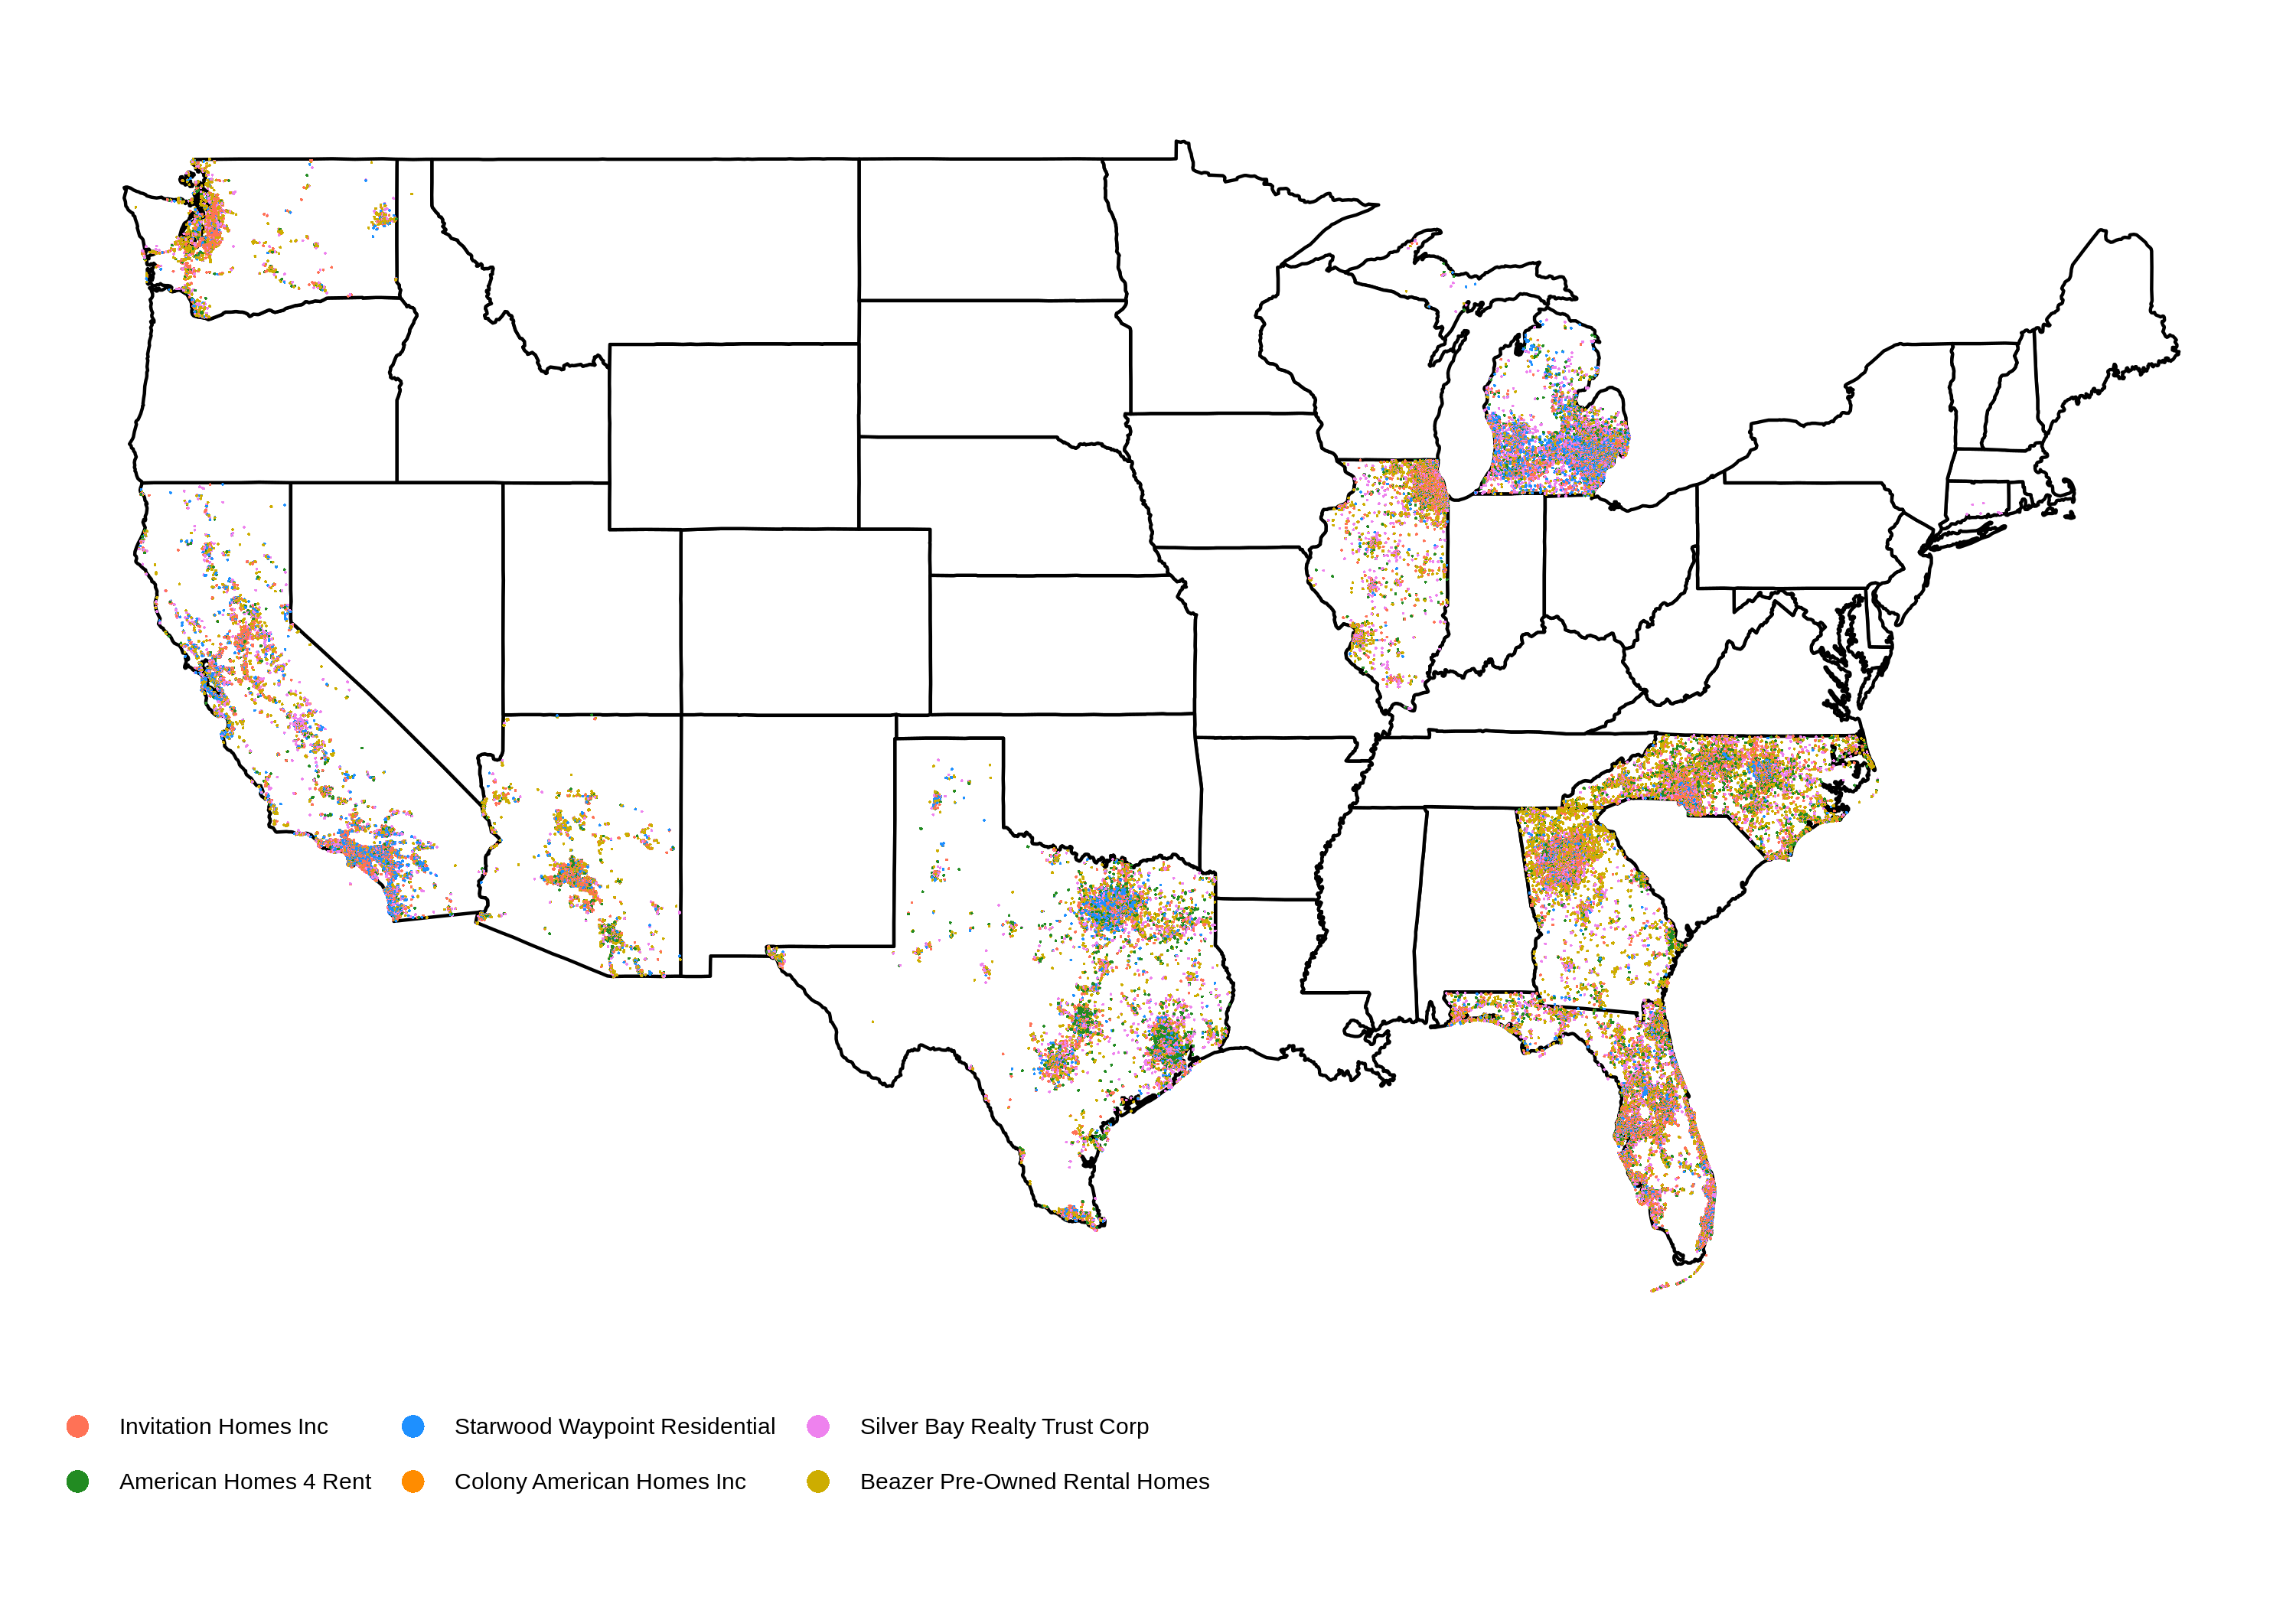 Invitation Homes Inc
Starwood Waypoint Residential
Silver Bay Realty Trust Corp
American Homes 4 Rent
Colony American Homes Inc
Beazer Pre-Owned Rental Homes